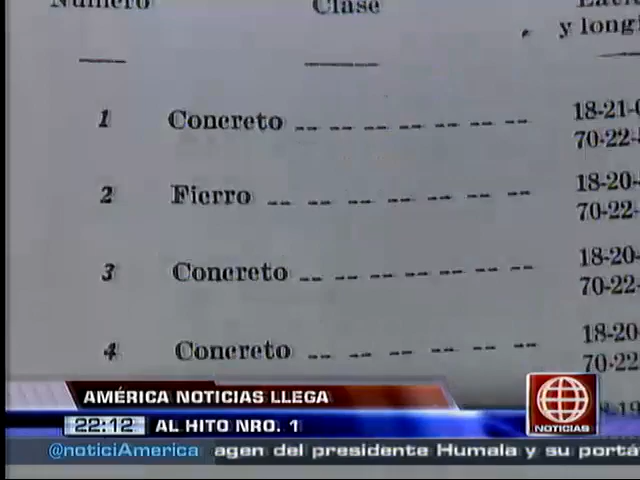 Número Clase
y long
1 Concreto -- -- -- -- -- -- 18-21-
70-22-
2 Fierro -- -- -- -- -- -- -- 18-20-
70-22-
3 Concreto -- -- -- -- -- -- 18-20-
70-22-
4 Concreto -- -- -- -- -- -- 18-20
70-22
AMÉRICA NOTICIAS LLEGA
22:12 AL HITO NRO. 1
NOTICIAS
@noticiAmerica agen del presidente Humala y su portá